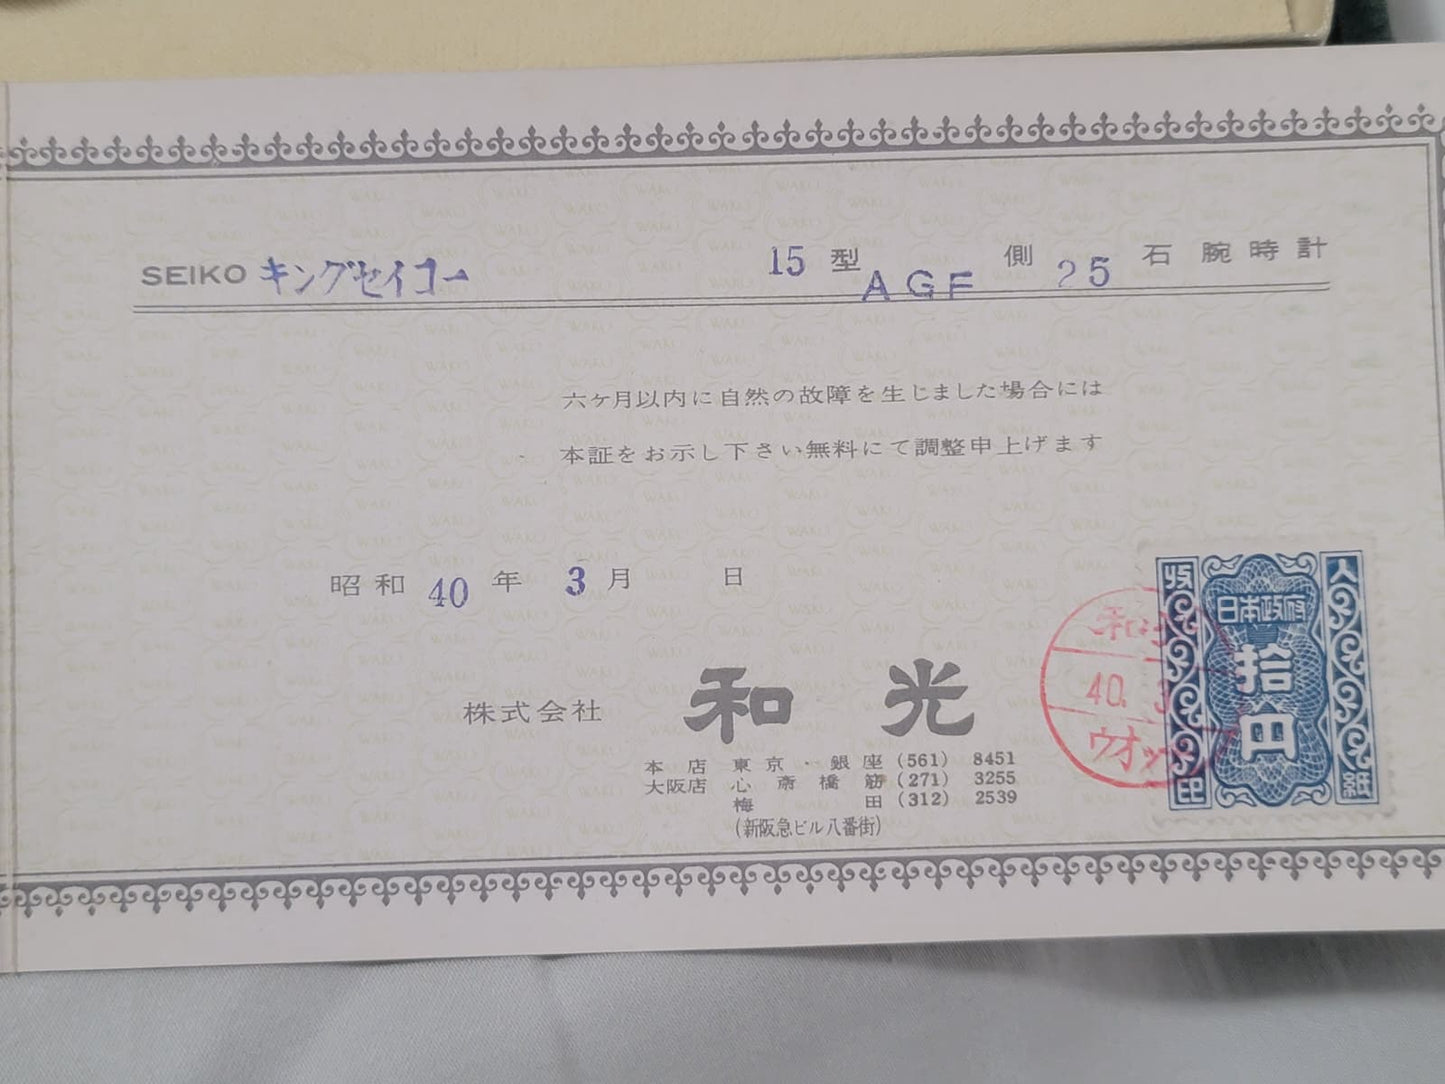 SEIKO キングセイコー 15 型 AGF 側 25 石 腕時計
六ケ月以内に自然の故障を生じました場合には
本証をお示し下さい無料にて調整申上げます
昭和 40 年 3 月 日
株式会社 和光
本店 東京・銀座 (561) 8451
大阪店 心斎橋筋 (271) 3255
梅田 (312) 2539
(新阪急ビル八番街)
収入印紙
日本政府
拾円
40. 3
WAKO